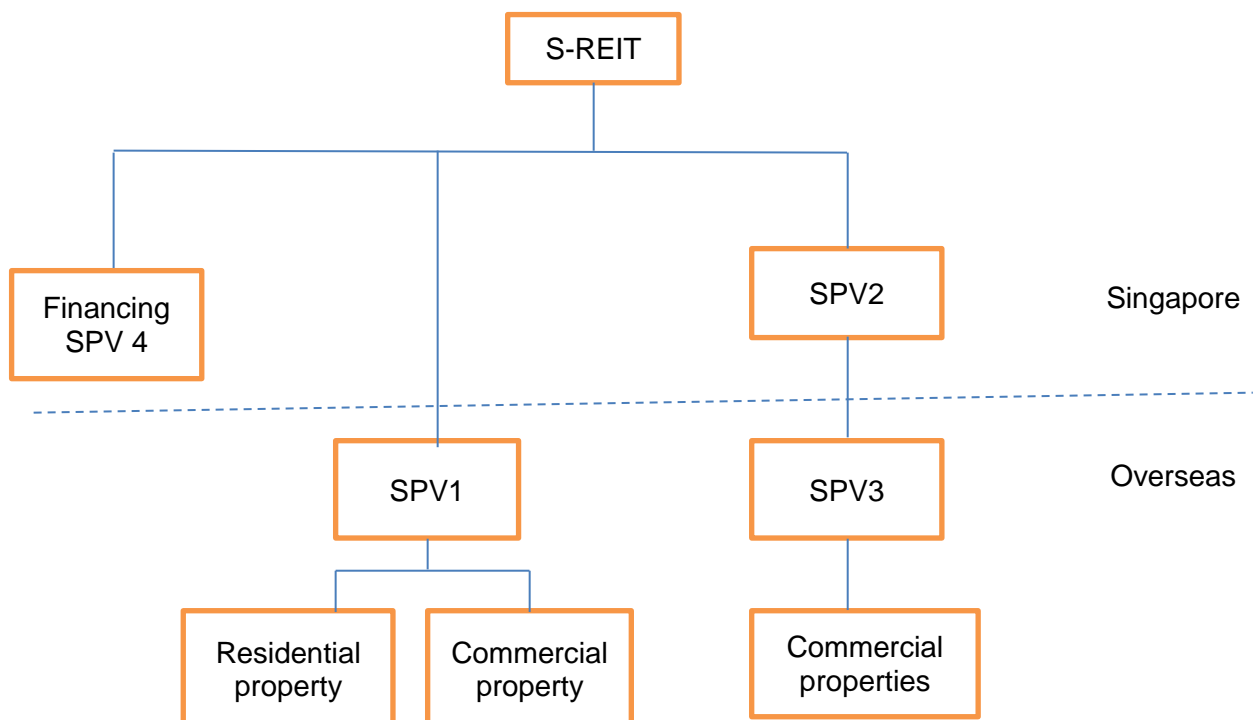 S-REIT
Financing
SPV 4
SPV2
Singapore
SPV1
SPV3
Overseas
Residential
property
Commercial
property
Commercial
properties